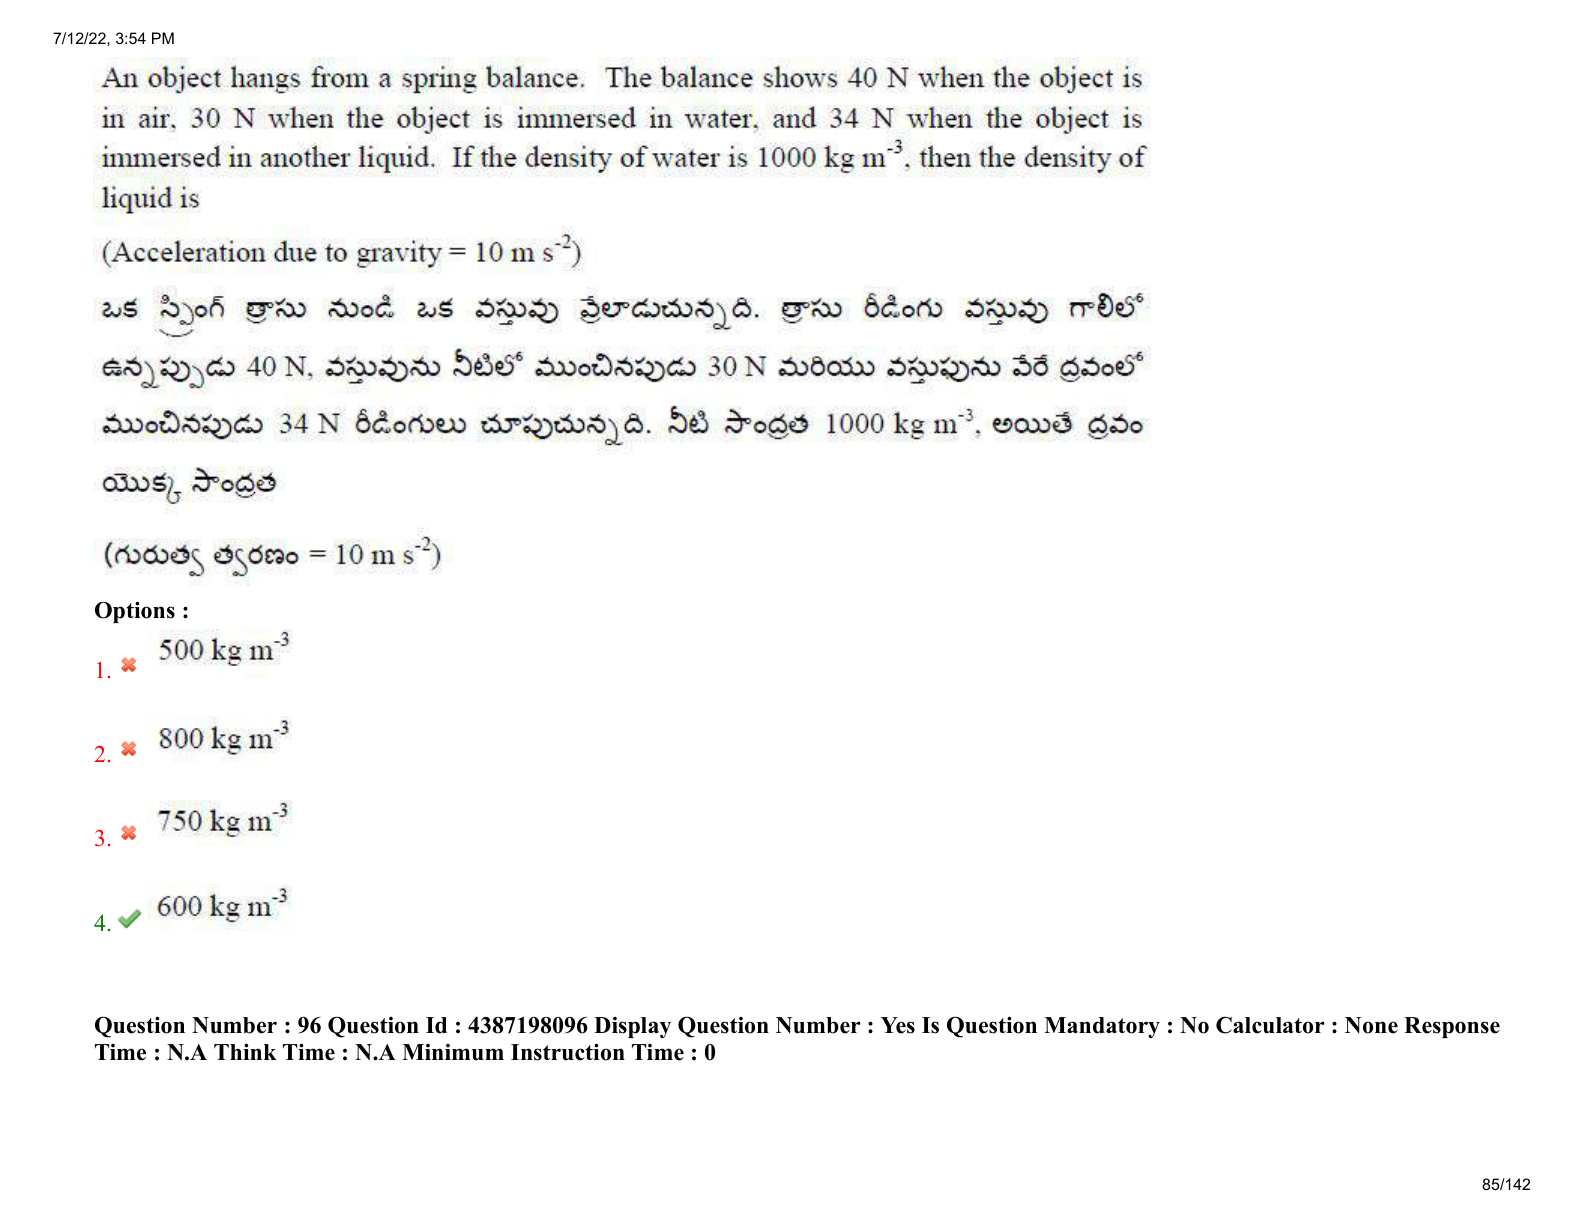 7/12/22, 3:54 PM
An object hangs from a spring balance. The balance shows 40 N when the object is
in air, 30 N when the object is immersed in water, and 34 N when the object is
immersed in another liquid. If the density of water is 1000 kg m⁻³, then the density of
liquid is
(Acceleration due to gravity = 10 m s⁻²)
ఒక స్ప్రింగ్ త్రాసు నుండి ఒక వస్తువు వ్రేలాడుచున్నది. త్రాసు రీడింగు వస్తువు గాలిలో
ఉన్నప్పుడు 40 N, వస్తువును నీటిలో ముంచినపుడు 30 N మరియు వస్తువును వేరే ద్రవంలో
ముంచినపుడు 34 N రీడింగులు చూపుచున్నది. నీటి సాంద్రత 1000 kg m⁻³, అయితే ద్రవం
యొక్క సాంద్రత
(గురుత్వ త్వరణం = 10 m s⁻²)
Options :
1. 500 kg m⁻³
2. 800 kg m⁻³
3. 750 kg m⁻³
4. 600 kg m⁻³
Question Number : 96 Question Id : 4387198096 Display Question Number : Yes Is Question Mandatory : No Calculator : None Response
Time : N.A Think Time : N.A Minimum Instruction Time : 0
85/142